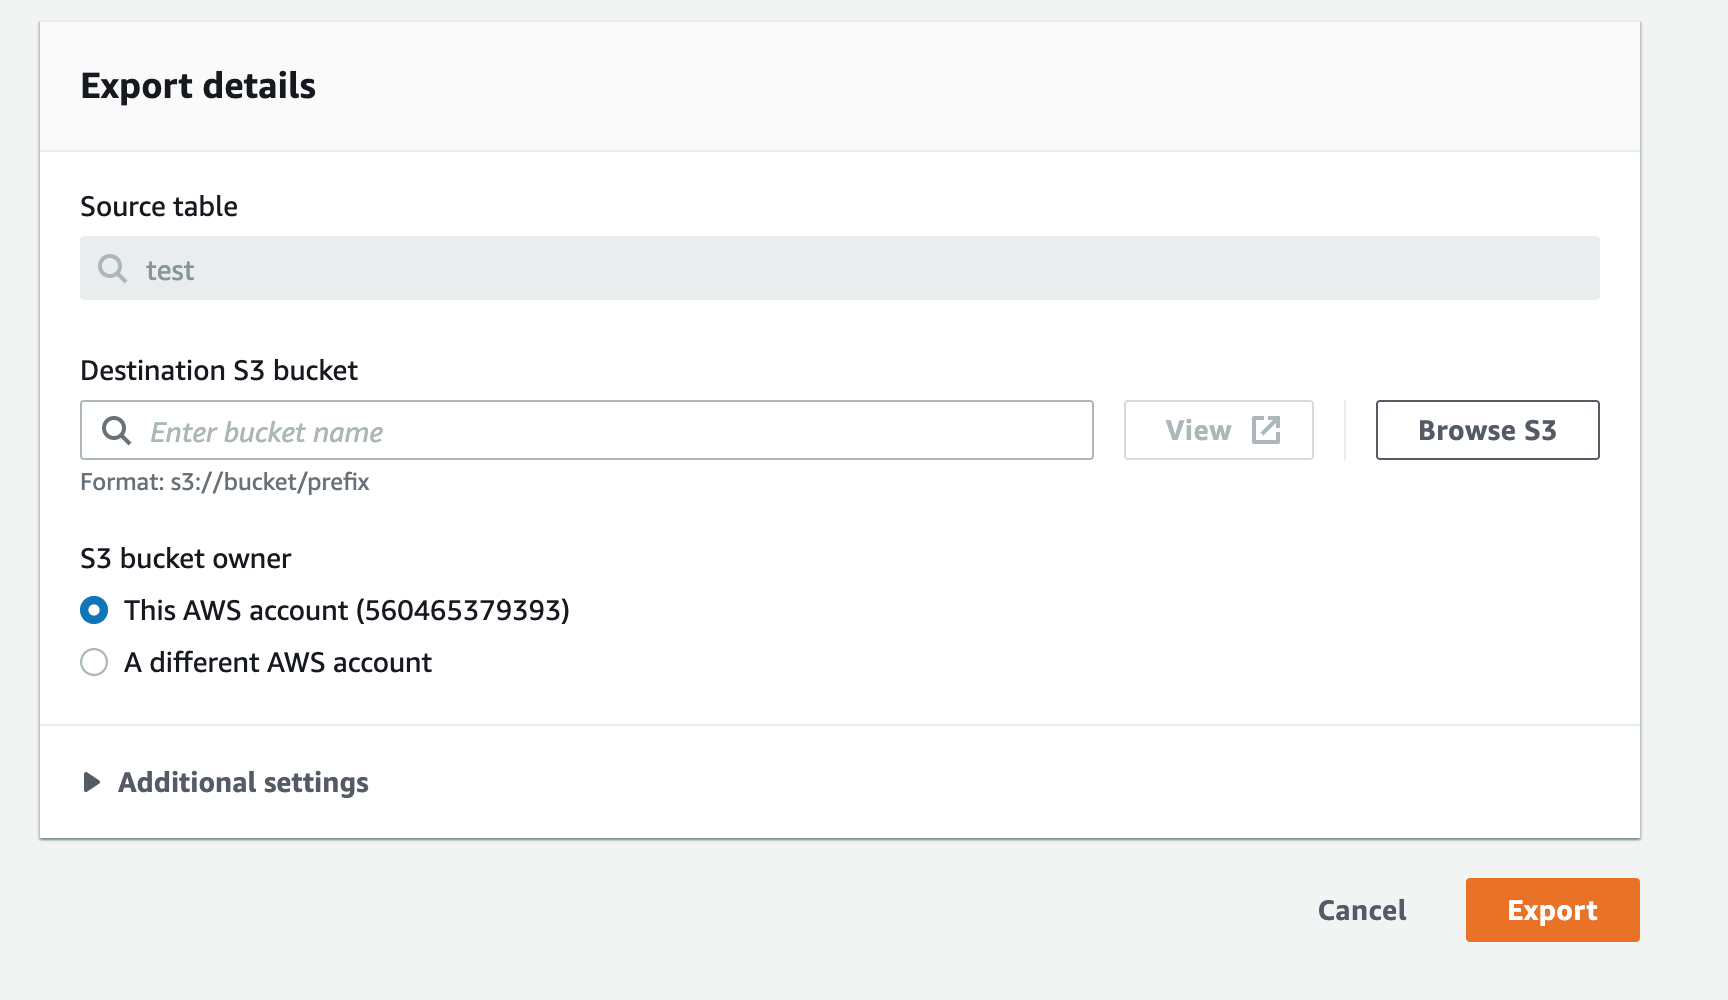 Export details
Source table
test
Destination S3 bucket
Enter bucket name
View
Browse S3
Format: s3://bucket/prefix
S3 bucket owner
This AWS account (560465379393)
A different AWS account
Additional settings
Cancel
Export